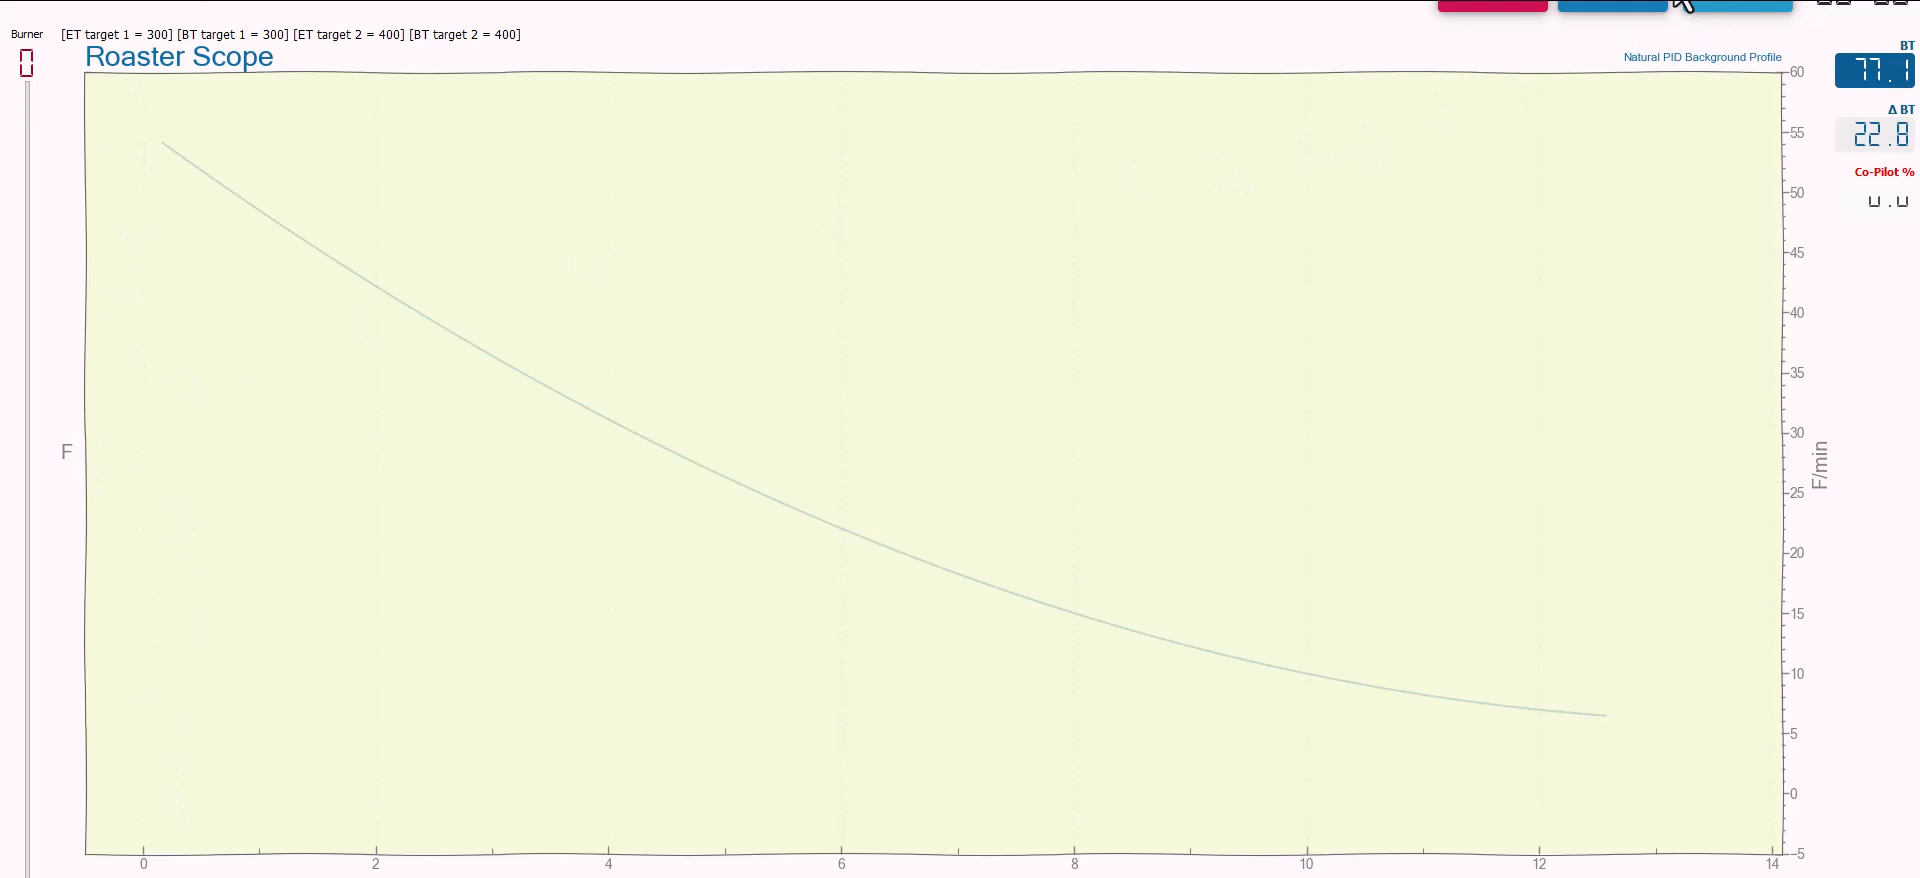 Burner [ET target 1 = 300] [BT target 1 = 300] [ET target 2 = 400] [BT target 2 = 400]
0
Roaster Scope
Natural PID Background Profile
BT
77.1
Δ BT
22.8
Co-Pilot %
60
55
50
45
40
35
30
25
20
15
10
5
0
-5
F
F/min
0 2 4 6 8 10 12 14